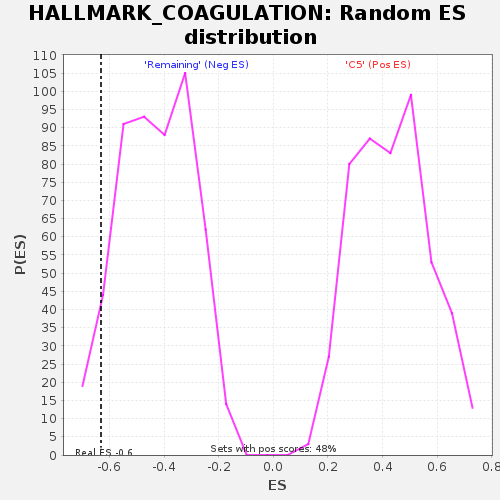 HALLMARK_COAGULATION: Random ES
distribution
'Remaining' (Neg ES) 'C5' (Pos ES)
110
105
100
95
90
85
80
75
70
65
60
55
50
45
40
35
30
25
20
15
10
5
0
P(ES)
Real ES -0.6
Sets with pos scores: 48%
-0.6 -0.4 -0.2 0.0 0.2 0.4 0.6 0.8
ES